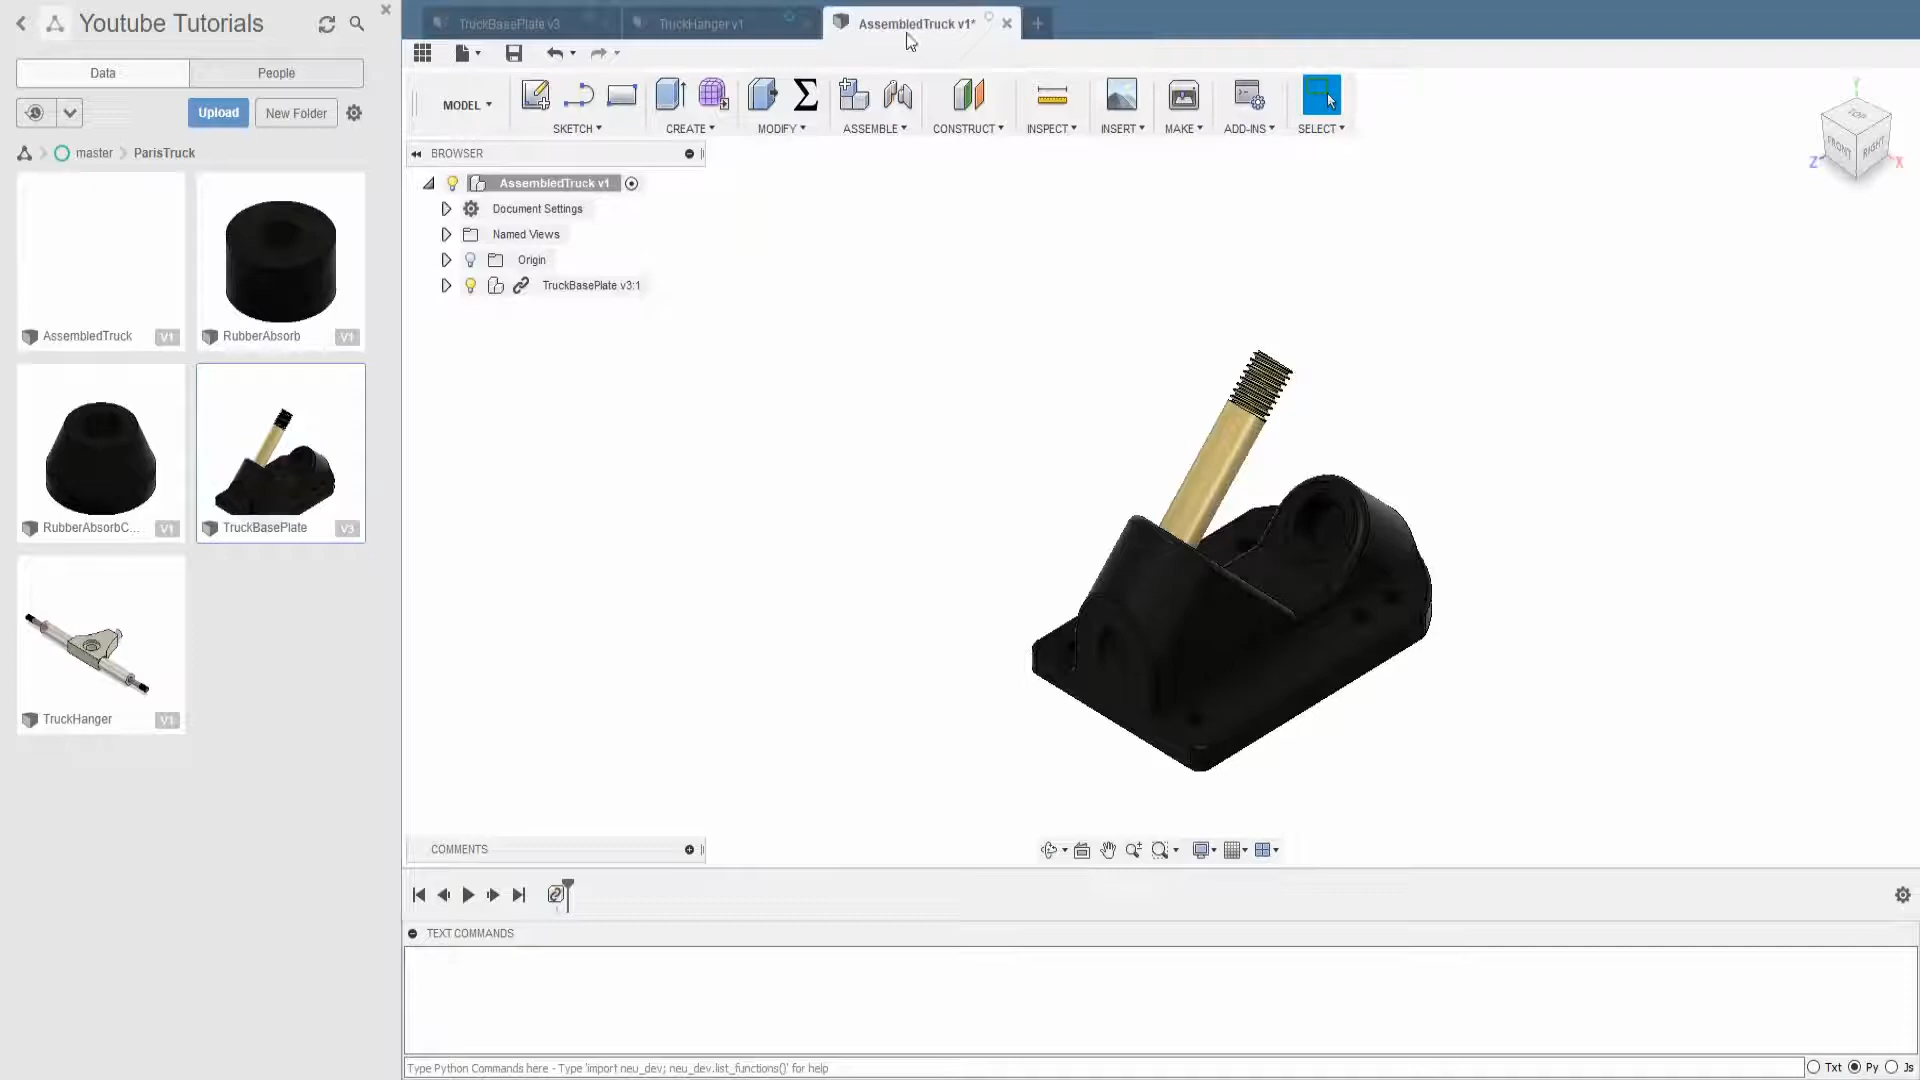 Youtube Tutorials
Data
People
Upload
New Folder
master
ParisTruck
AssembledTruck V1
RubberAbsorb V1
RubberAbsorbC... V1
TruckBasePlate V3
TruckHanger V1
TruckBasePlate v3
TruckHanger v1
AssembledTruck v1*
MODEL
SKETCH
CREATE
MODIFY
ASSEMBLE
CONSTRUCT
INSPECT
INSERT
MAKE
ADD-INS
SELECT
BROWSER
AssembledTruck v1
Document Settings
Named Views
Origin
TruckBasePlate v3:1
Y
TOP
FRONT
RIGHT
Z
X
COMMENTS
TEXT COMMANDS
Type Python Commands here - Type 'import neu_dev; neu_dev.list_functions()' for help
Txt Py Js